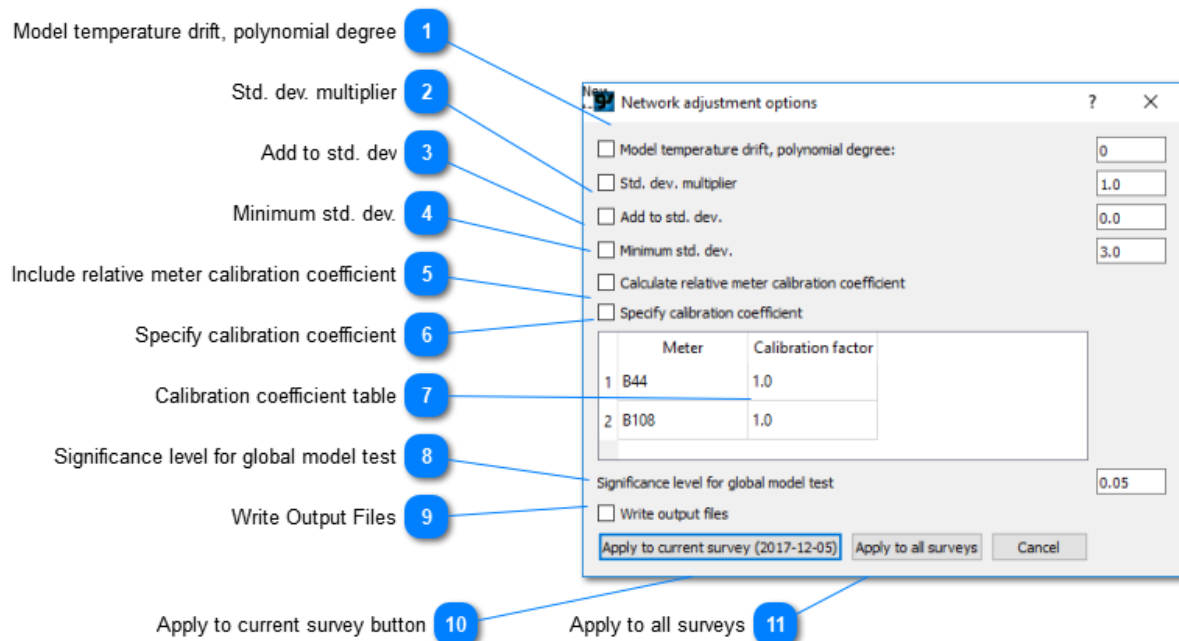 Model temperature drift, polynomial degree 1
Std. dev. multiplier 2
Add to std. dev 3
Minimum std. dev. 4
Include relative meter calibration coefficient 5
Specify calibration coefficient 6
Calibration coefficient table 7
Significance level for global model test 8
Write Output Files 9
Apply to current survey button 10
Apply to all surveys 11
Network adjustment options ? ×
Model temperature drift, polynomial degree: 0
Std. dev. multiplier 1.0
Add to std. dev. 0.0
Minimum std. dev. 3.0
Calculate relative meter calibration coefficient
Specify calibration coefficient
Meter Calibration factor
1 B44 1.0
2 B108 1.0
Significance level for global model test 0.05
Write output files
Apply to current survey (2017-12-05) Apply to all surveys Cancel